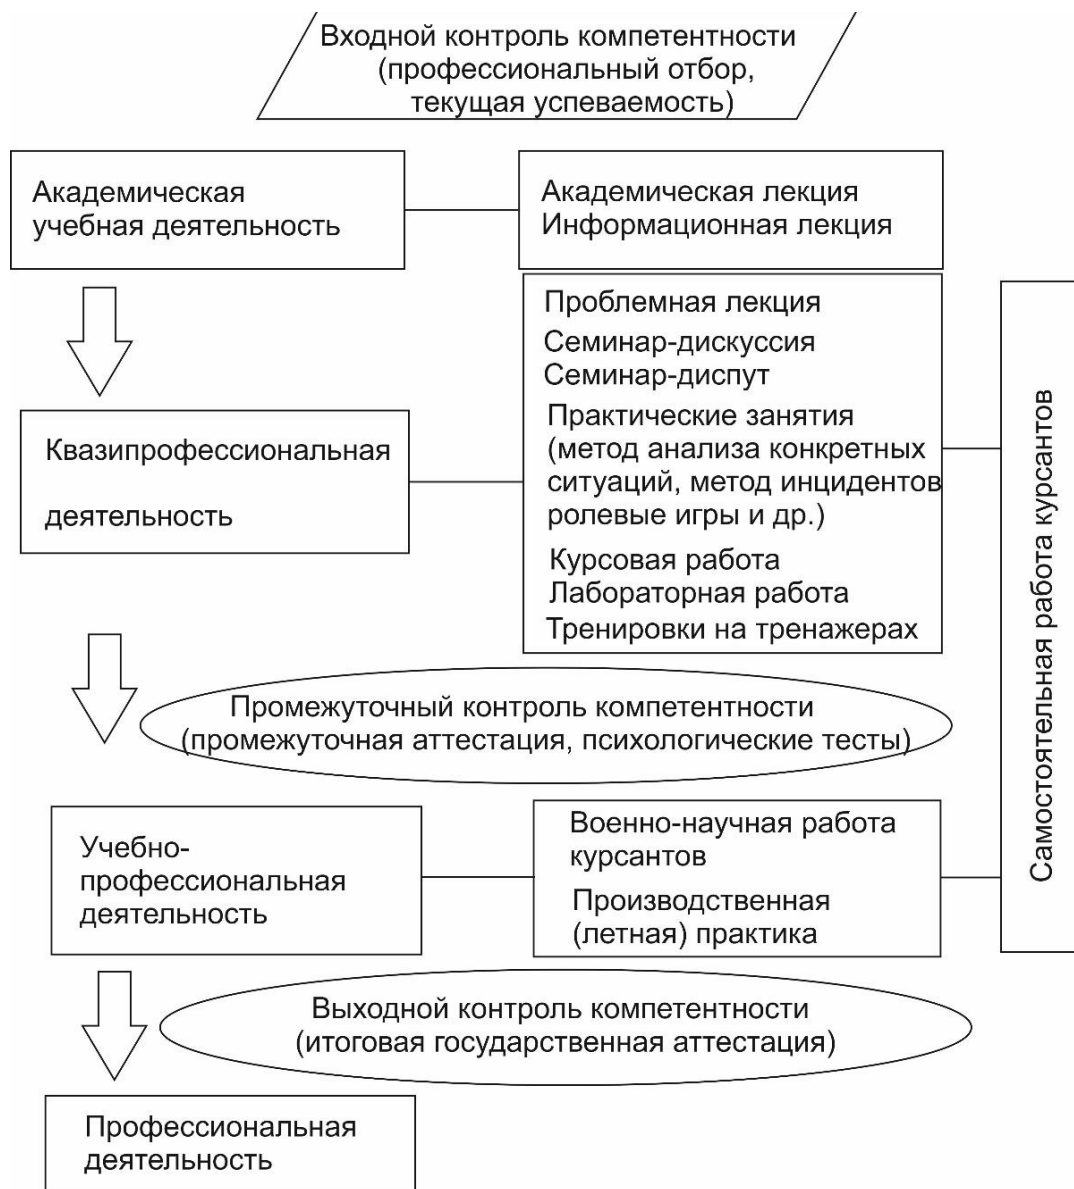 Входной контроль компетентности
(профессиональный отбор,
текущая успеваемость)
Академическая
учебная деятельность
Академическая лекция
Информационная лекция
Проблемная лекция
Семинар-дискуссия
Семинар-диспут
Практические занятия
(метод анализа конкретных
ситуаций, метод инцидентов
ролевые игры и др.)
Курсовая работа
Лабораторная работа
Тренировки на тренажерах
Квазипрофессиональная
деятельность
Самостоятельная работа курсантов
Промежуточный контроль компетентности
(промежуточная аттестация, психологические тесты)
Учебно-
профессиональная
деятельность
Военно-научная работа
курсантов
Производственная
(летная) практика
Выходной контроль компетентности
(итоговая государственная аттестация)
Профессиональная
деятельность